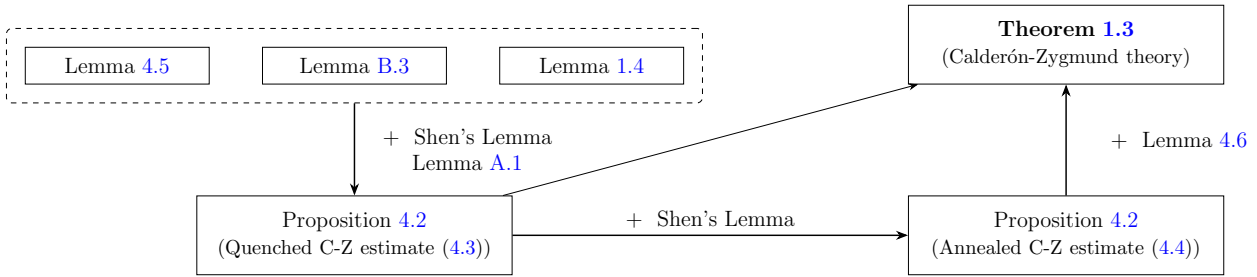 Theorem 1.3
(Calderón-Zygmund theory)
Lemma 4.5
Lemma B.3
Lemma 1.4
+ Shen's Lemma
Lemma A.1
+ Lemma 4.6
Proposition 4.2
(Quenched C-Z estimate (4.3))
+ Shen's Lemma
Proposition 4.2
(Annealed C-Z estimate (4.4))